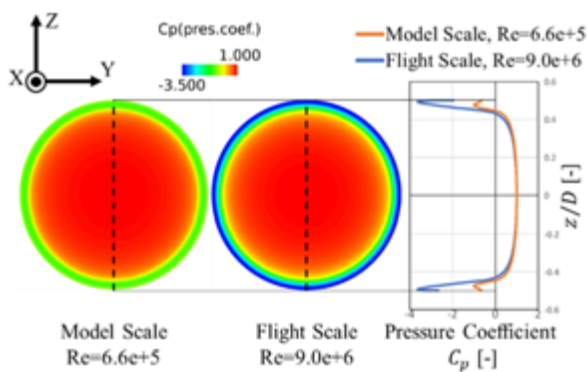 Z
X
Y
Cp(pres.coef.)
1.000
-3.500
Model Scale, Re=6.6e+5
Flight Scale, Re=9.0e+6
0.6
0.4
0.2
0
-0.2
-0.4
-0.6
z/D [-]
-4
-2
0
2
Model Scale
Re=6.6e+5
Flight Scale
Re=9.0e+6
Pressure Coefficient
Cₚ [-]